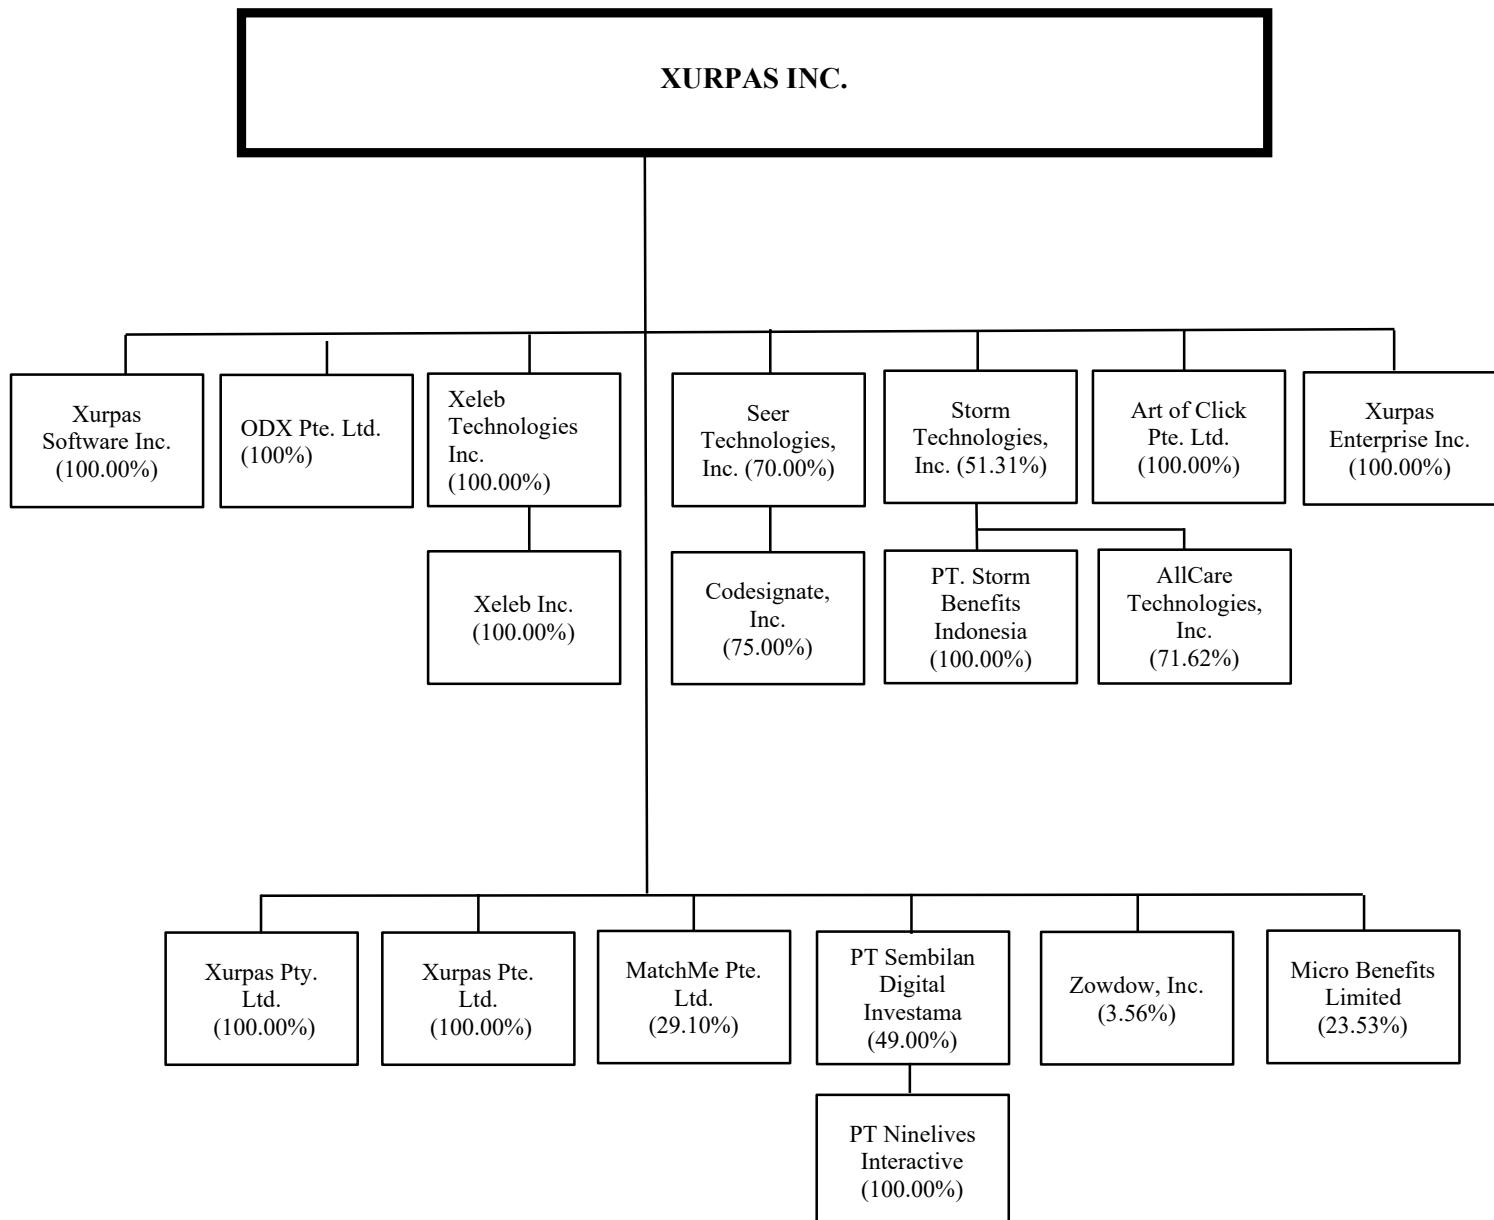 XURPAS INC.
Xurpas
Software Inc.
(100.00%)
ODX Pte. Ltd.
(100%)
Xeleb
Technologies
Inc.
(100.00%)
Seer
Technologies,
Inc. (70.00%)
Storm
Technologies,
Inc. (51.31%)
Art of Click
Pte. Ltd.
(100.00%)
Xurpas
Enterprise Inc.
(100.00%)
Xeleb Inc.
(100.00%)
Codesignate,
Inc.
(75.00%)
PT. Storm
Benefits
Indonesia
(100.00%)
AllCare
Technologies,
Inc.
(71.62%)
Xurpas Pty.
Ltd.
(100.00%)
Xurpas Pte.
Ltd.
(100.00%)
MatchMe Pte.
Ltd.
(29.10%)
PT Sembilan
Digital
Investama
(49.00%)
Zowdow, Inc.
(3.56%)
Micro Benefits
Limited
(23.53%)
PT Ninelives
Interactive
(100.00%)